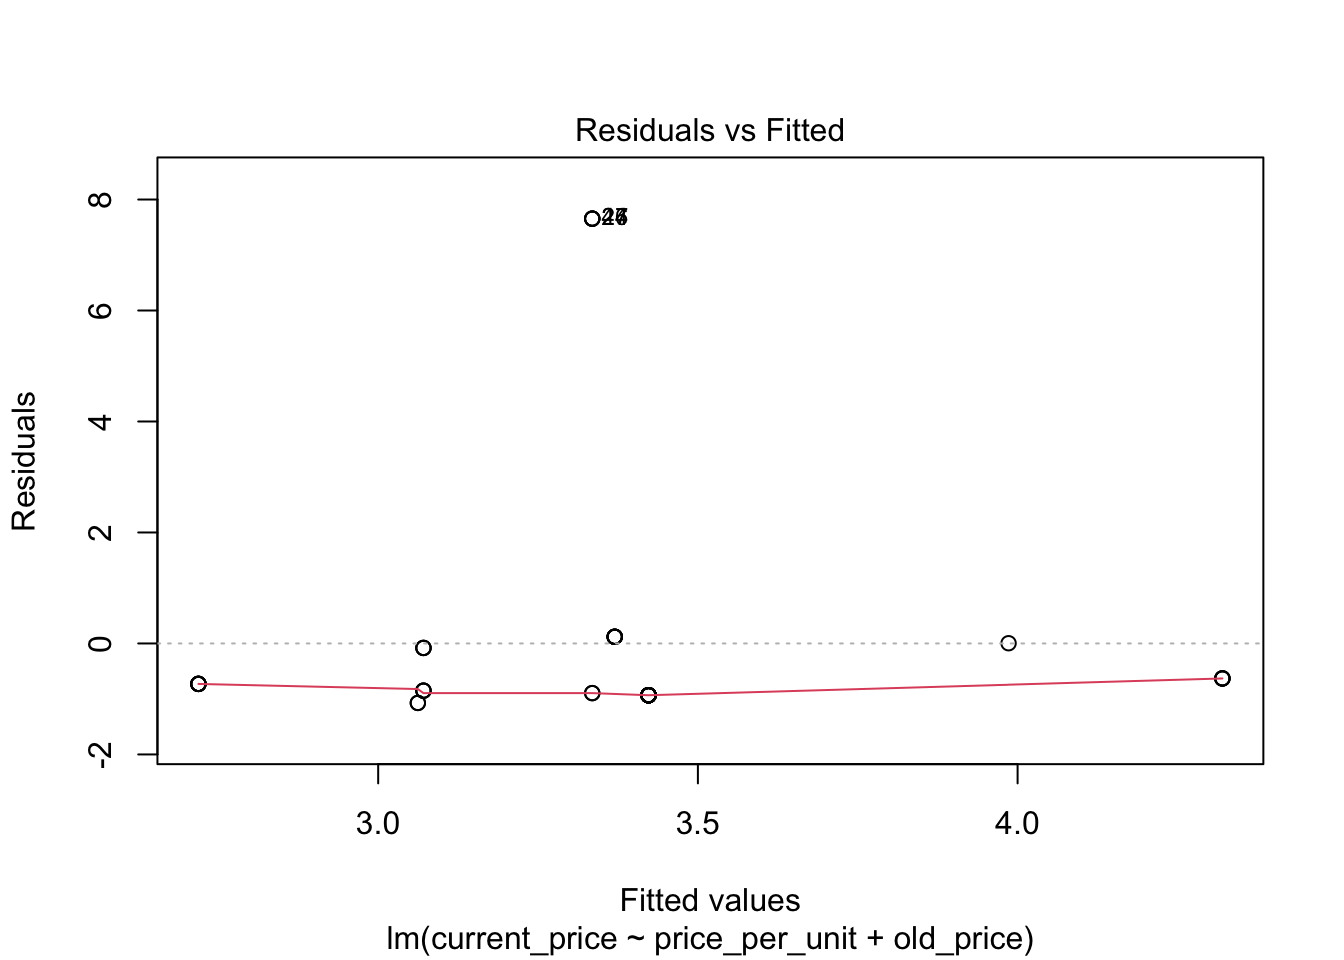 Residuals vs Fitted
8
6
4
2
0
-2
Residuals
3.0 3.5 4.0
Fitted values
lm(current_price ~ price_per_unit + old_price)